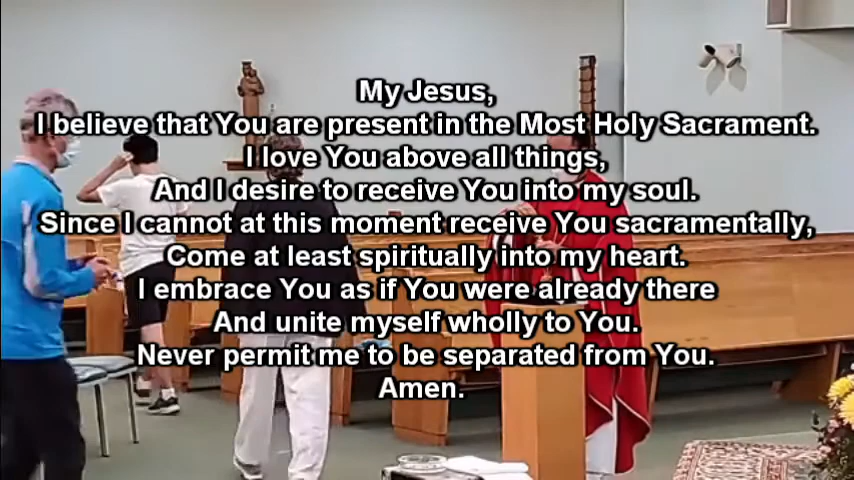 My Jesus,
I believe that You are present in the Most Holy Sacrament.
I love You above all things,
And I desire to receive You into my soul.
Since I cannot at this moment receive You sacramentally,
Come at least spiritually into my heart.
I embrace You as if You were already there
And unite myself wholly to You.
Never permit me to be separated from You.
Amen.